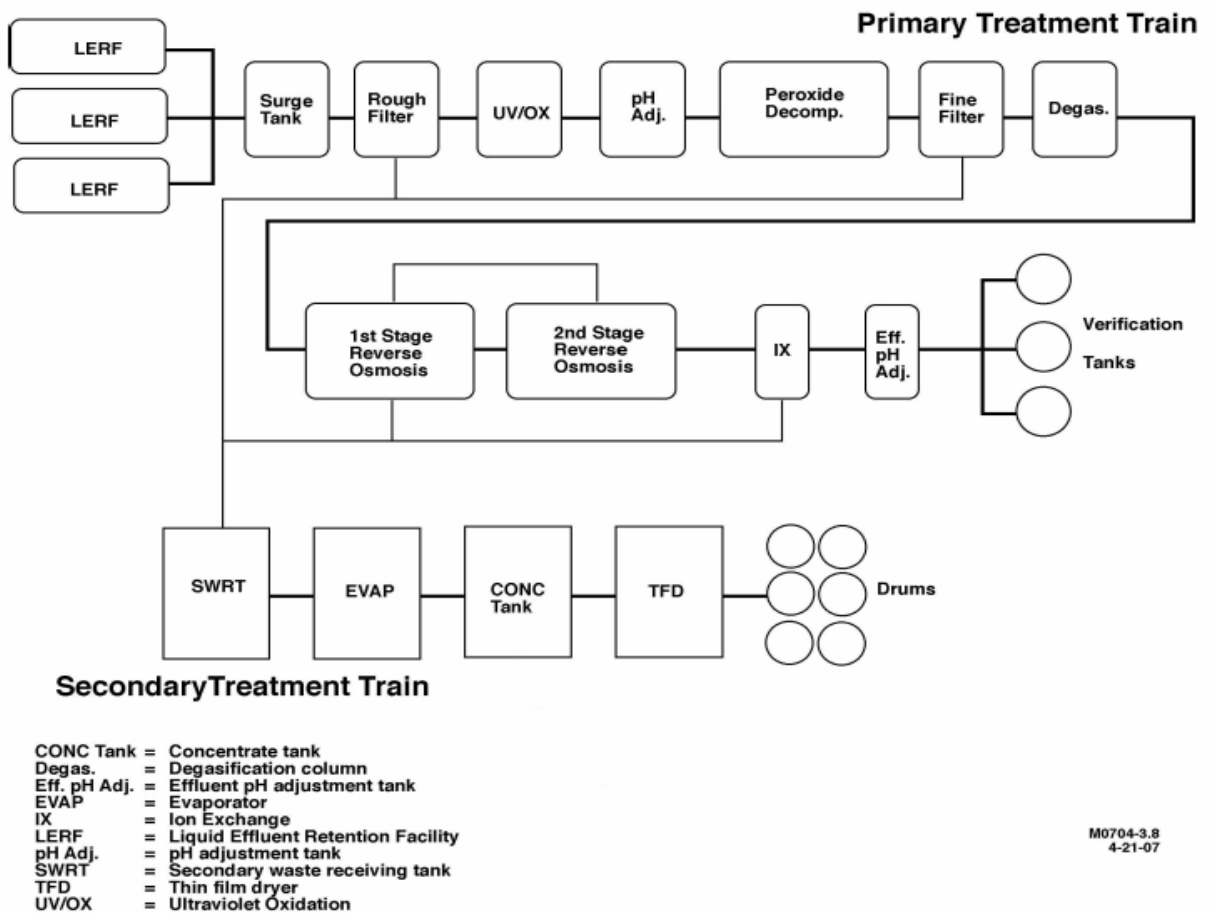 Primary Treatment Train
LERF
LERF
LERF
Surge
Tank
Rough
Filter
UV/OX
pH
Adj.
Peroxide
Decomp.
Fine
Filter
Degas.
1st Stage
Reverse
Osmosis
2nd Stage
Reverse
Osmosis
IX
Eff.
pH
Adj.
Verification
Tanks
SWRT
EVAP
CONC
Tank
TFD
Drums
SecondaryTreatment Train
CONC Tank = Concentrate tank
Degas. = Degasification column
Eff. pH Adj. = Effluent pH adjustment tank
EVAP = Evaporator
IX = Ion Exchange
LERF = Liquid Effluent Retention Facility
pH Adj. = pH adjustment tank
SWRT = Secondary waste receiving tank
TFD = Thin film dryer
UV/OX = Ultraviolet Oxidation
M0704-3.8
4-21-07